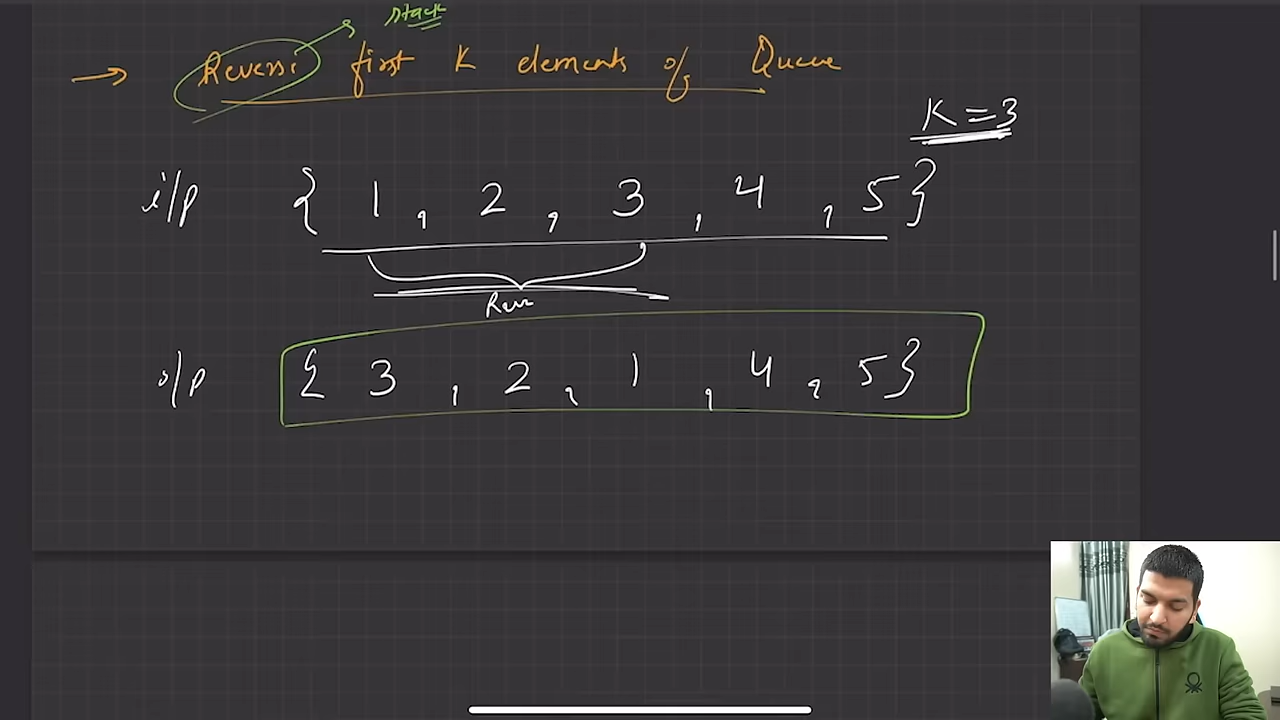 stack
→ Reverse first K elements of Queue
K = 3
i/p { 1 , 2 , 3 , 4 , 5 }
Rev
o/p { 3 , 2 , 1 , 4 , 5 }